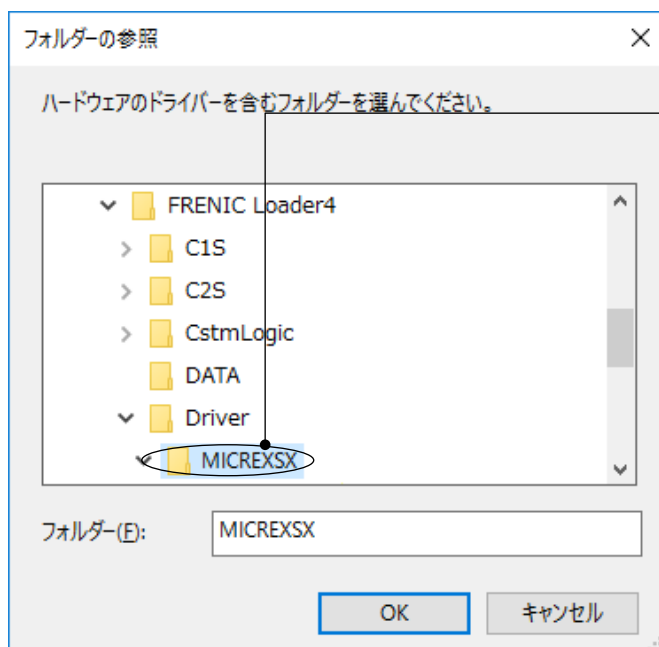 フォルダーの参照
ハードウェアのドライバーを含むフォルダーを選んでください。
FRENIC Loader4
C1S
C2S
CstmLogic
DATA
Driver
MICREXSX
フォルダー(F): MICREXSX
OK キャンセル